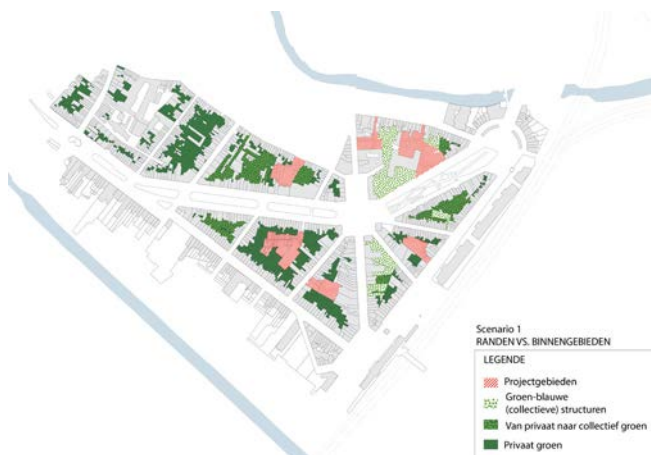 Scenario 1
RANDEN VS. BINNENGEBIEDEN
LEGENDE
Projectgebieden
Groen-blauwe
(collectieve) structuren
Van privaat naar collectief groen
Privaat groen